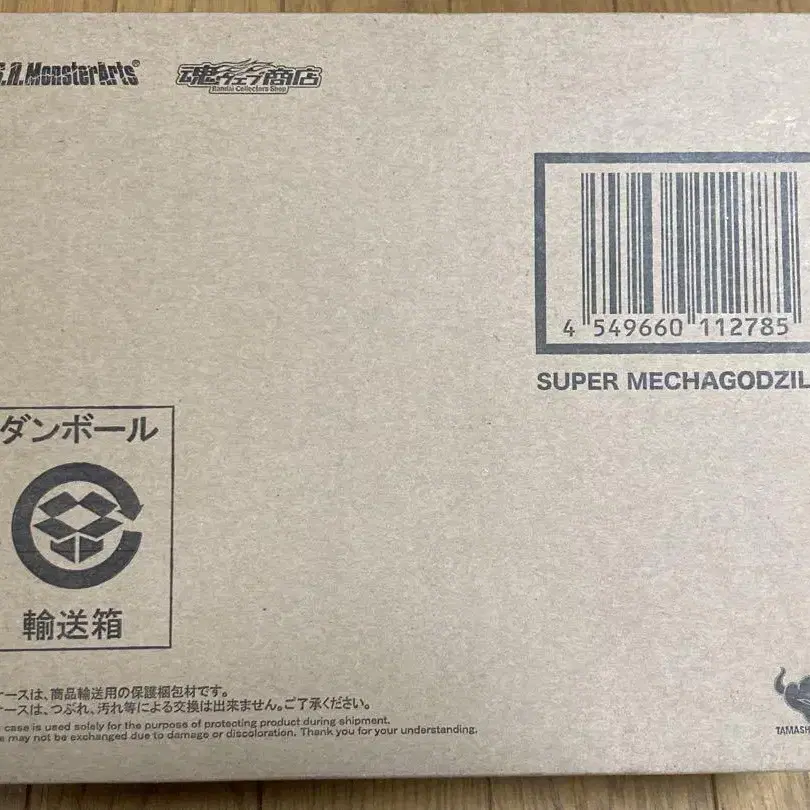 S.H.MonsterArts®
魂ウェブ商店
Bandai Collectors Shop
4 549660 112785
SUPER MECHAGODZIL
ダンボール
輸送箱
ースは、商品輸送用の保護梱包材です。
ースは、つぶれ、汚れ等による交換は出来ません。ご了承ください。
case is used solely for the purpose of protecting product during shipment.
may not be exchanged due to damage or discoloration. Thank you for your understanding.
TAMASH